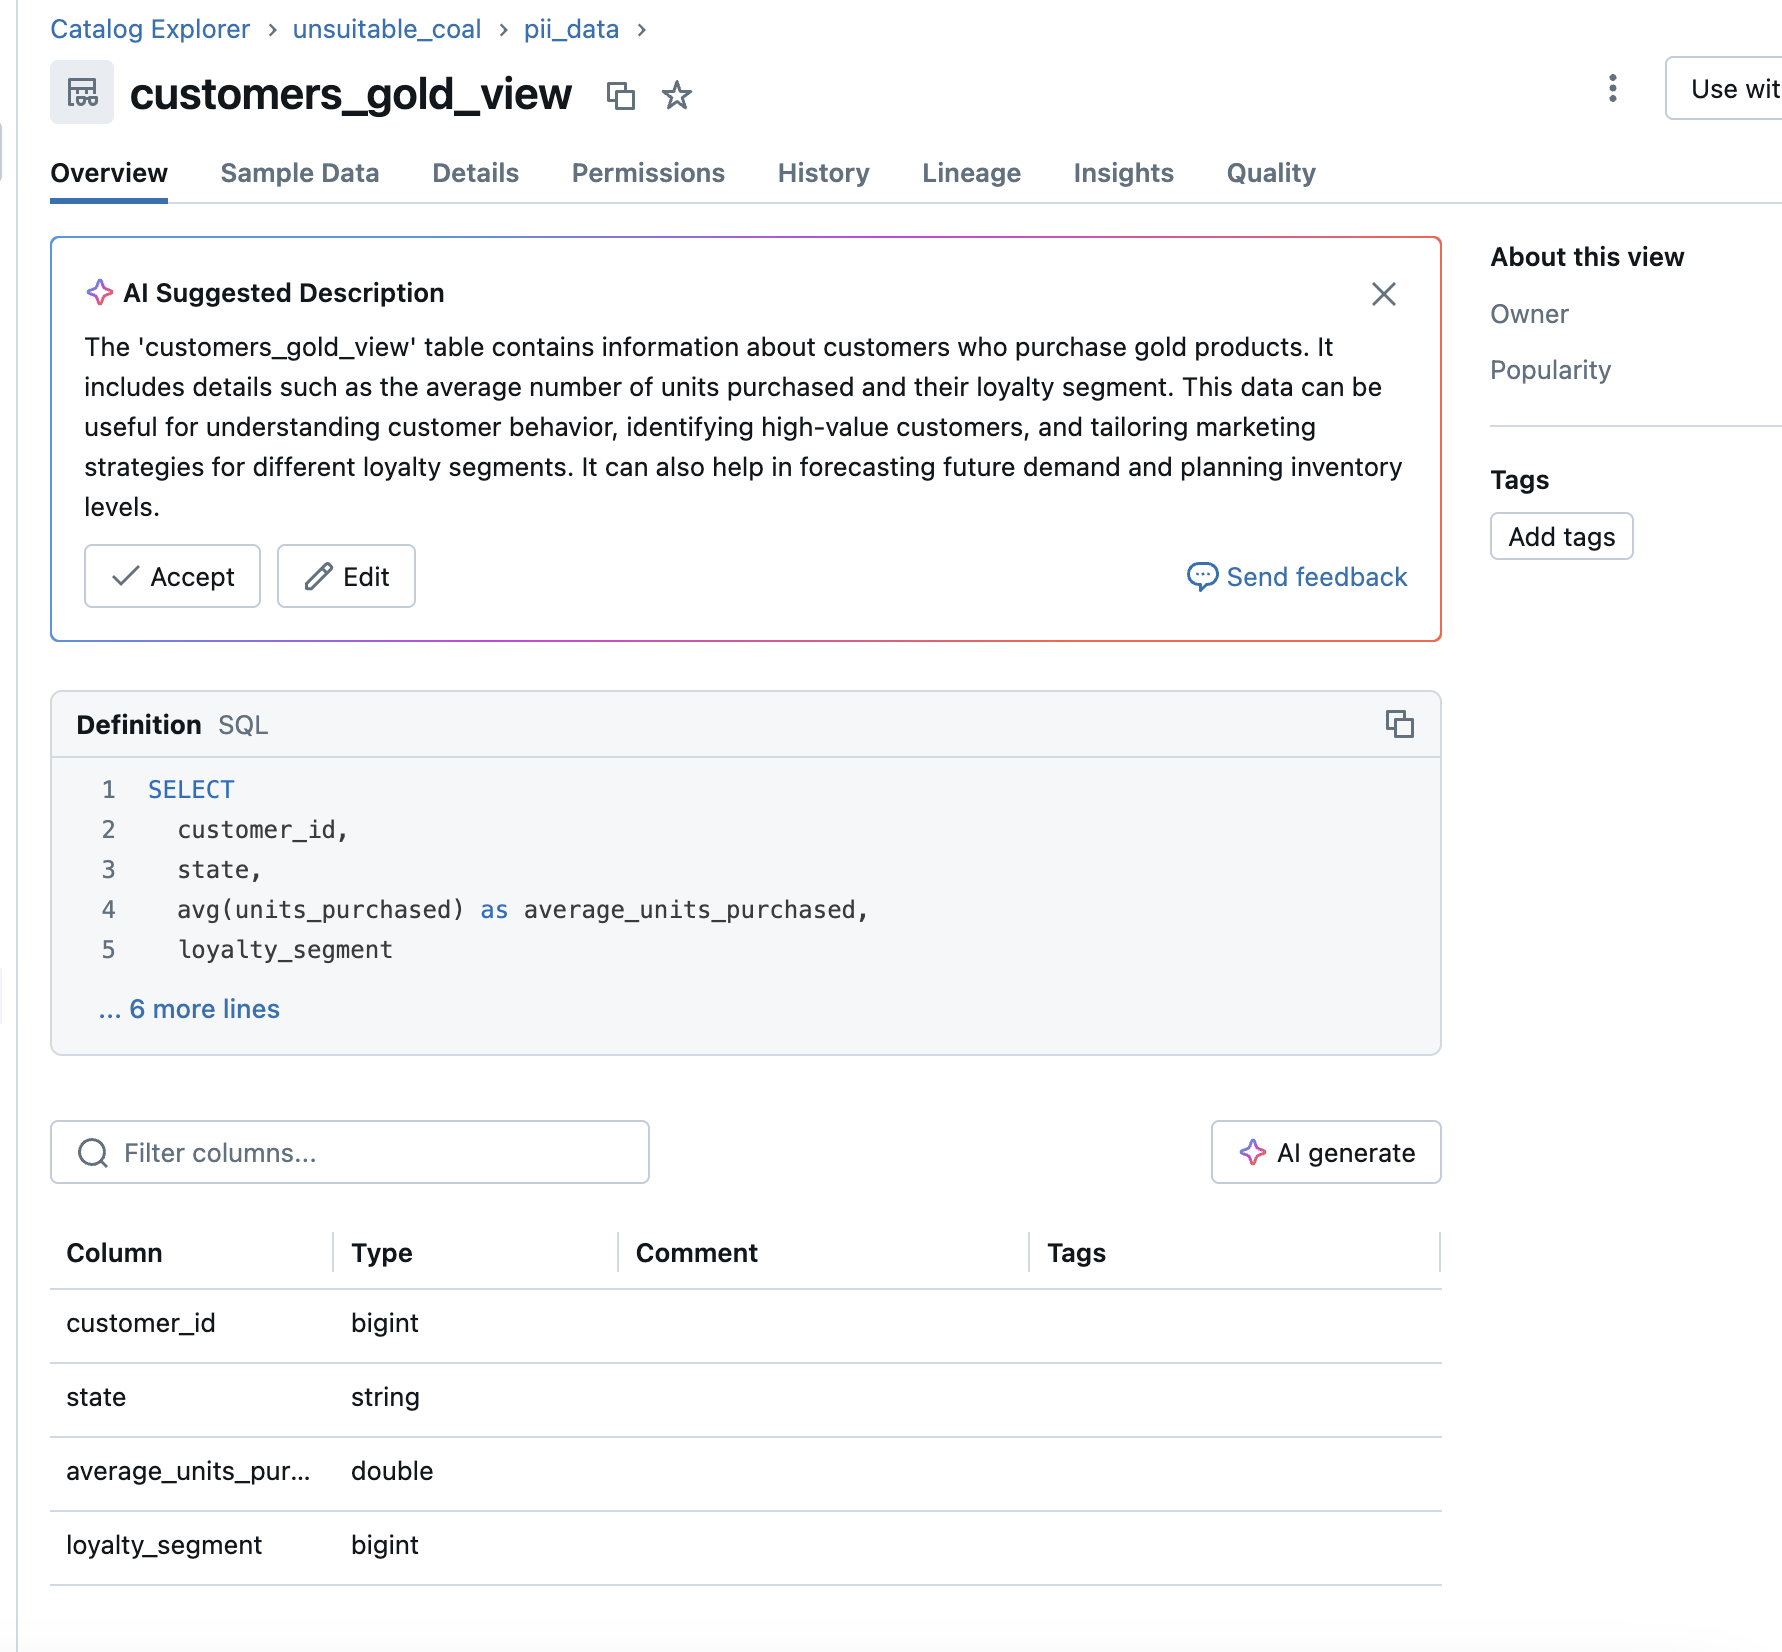 Catalog Explorer > unsuitable_coal > pii_data >
customers_gold_view
Use wit
Overview Sample Data Details Permissions History Lineage Insights Quality
AI Suggested Description
The 'customers_gold_view' table contains information about customers who purchase gold products. It
includes details such as the average number of units purchased and their loyalty segment. This data can be
useful for understanding customer behavior, identifying high-value customers, and tailoring marketing
strategies for different loyalty segments. It can also help in forecasting future demand and planning inventory
levels.
Accept Edit Send feedback
About this view
Owner
Popularity
Tags
Add tags
Definition SQL
1 SELECT
2 customer_id,
3 state,
4 avg(units_purchased) as average_units_purchased,
5 loyalty_segment
... 6 more lines
Filter columns... AI generate
Column Type Comment Tags
customer_id bigint
state string
average_units_pur... double
loyalty_segment bigint